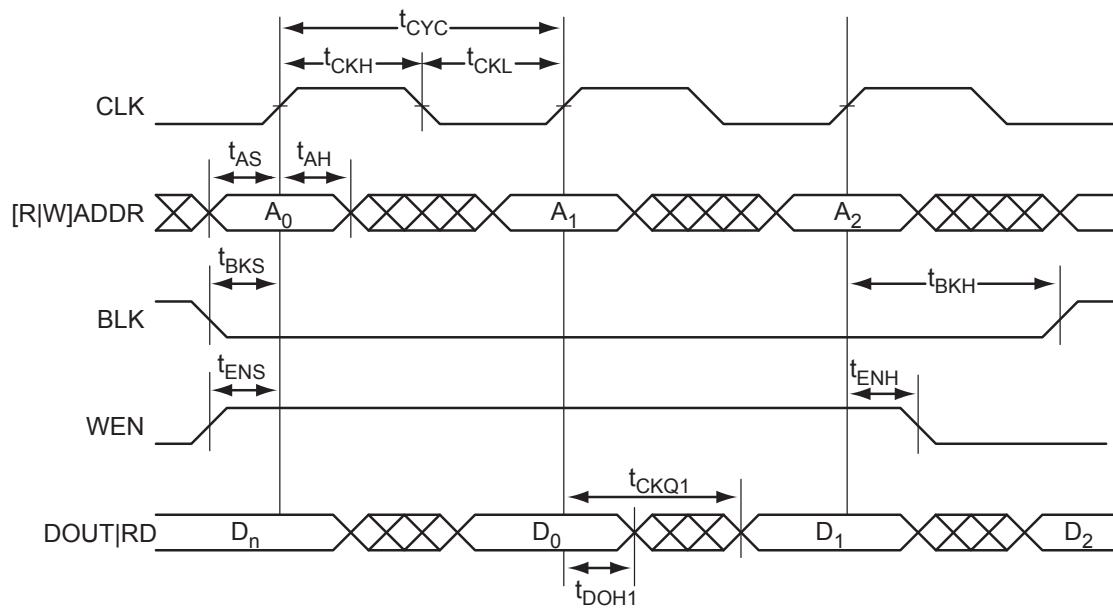 tCYC
tCKH tCKL
CLK
tAS tAH
[R|W]ADDR A0 A1 A2
tBKS tBKH
BLK
tENS tENH
WEN
tCKQ1
DOUT|RD Dn D0 D1 D2
tDOH1